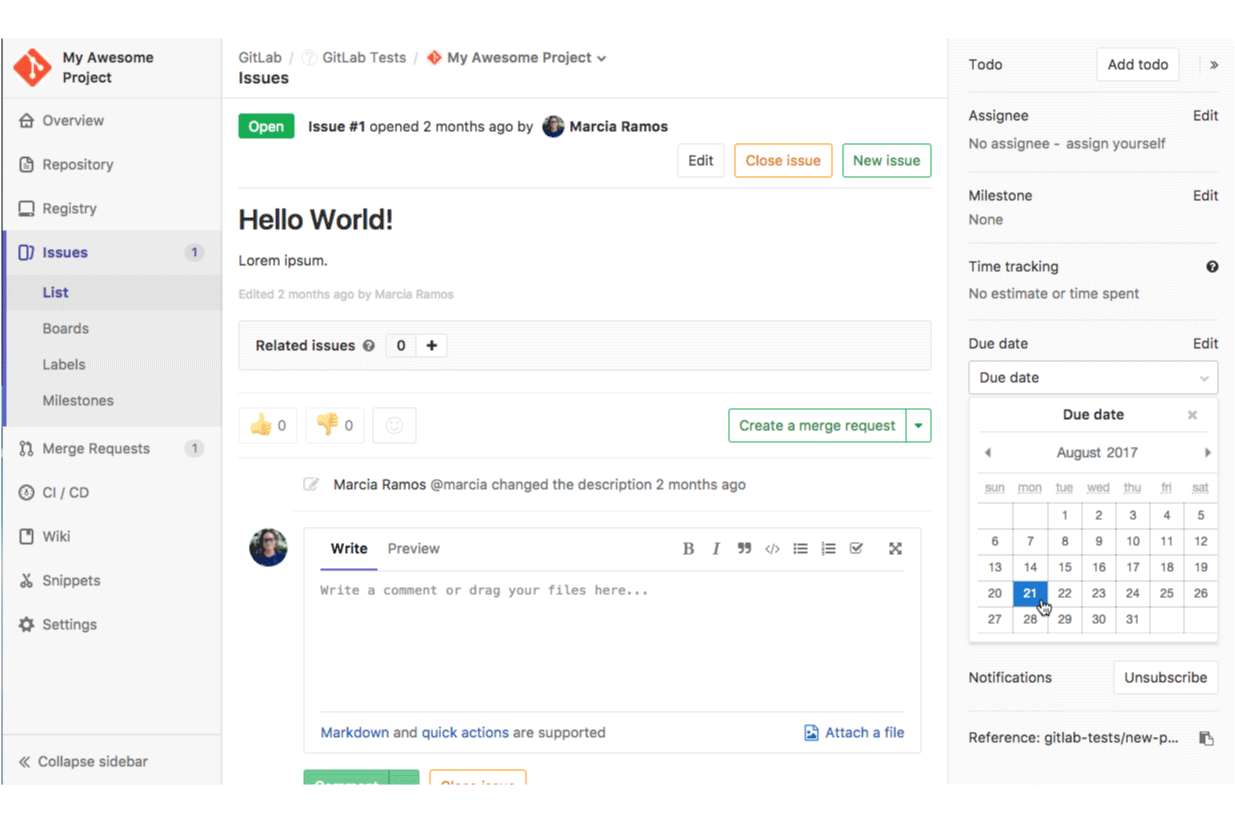 My Awesome
Project
Overview
Repository
Registry
Issues 1
List
Boards
Labels
Milestones
Merge Requests 1
CI / CD
Wiki
Snippets
Settings
« Collapse sidebar
GitLab / GitLab Tests / My Awesome Project
Issues
Open Issue #1 opened 2 months ago by Marcia Ramos
Edit Close issue New issue
Hello World!
Lorem ipsum.
Edited 2 months ago by Marcia Ramos
Related issues ? 0 +
0 0
Create a merge request
Marcia Ramos @marcia changed the description 2 months ago
Write Preview B I
Write a comment or drag your files here...
Markdown and quick actions are supported Attach a file
Comment Close issue
Todo Add todo »
Assignee Edit
No assignee - assign yourself
Milestone Edit
None
Time tracking ?
No estimate or time spent
Due date Edit
Due date
Due date ×
August 2017
sun mon tue wed thu fri sat
1 2 3 4 5
6 7 8 9 10 11 12
13 14 15 16 17 18 19
20 21 22 23 24 25 26
27 28 29 30 31
Notifications Unsubscribe
Reference: gitlab-tests/new-p...